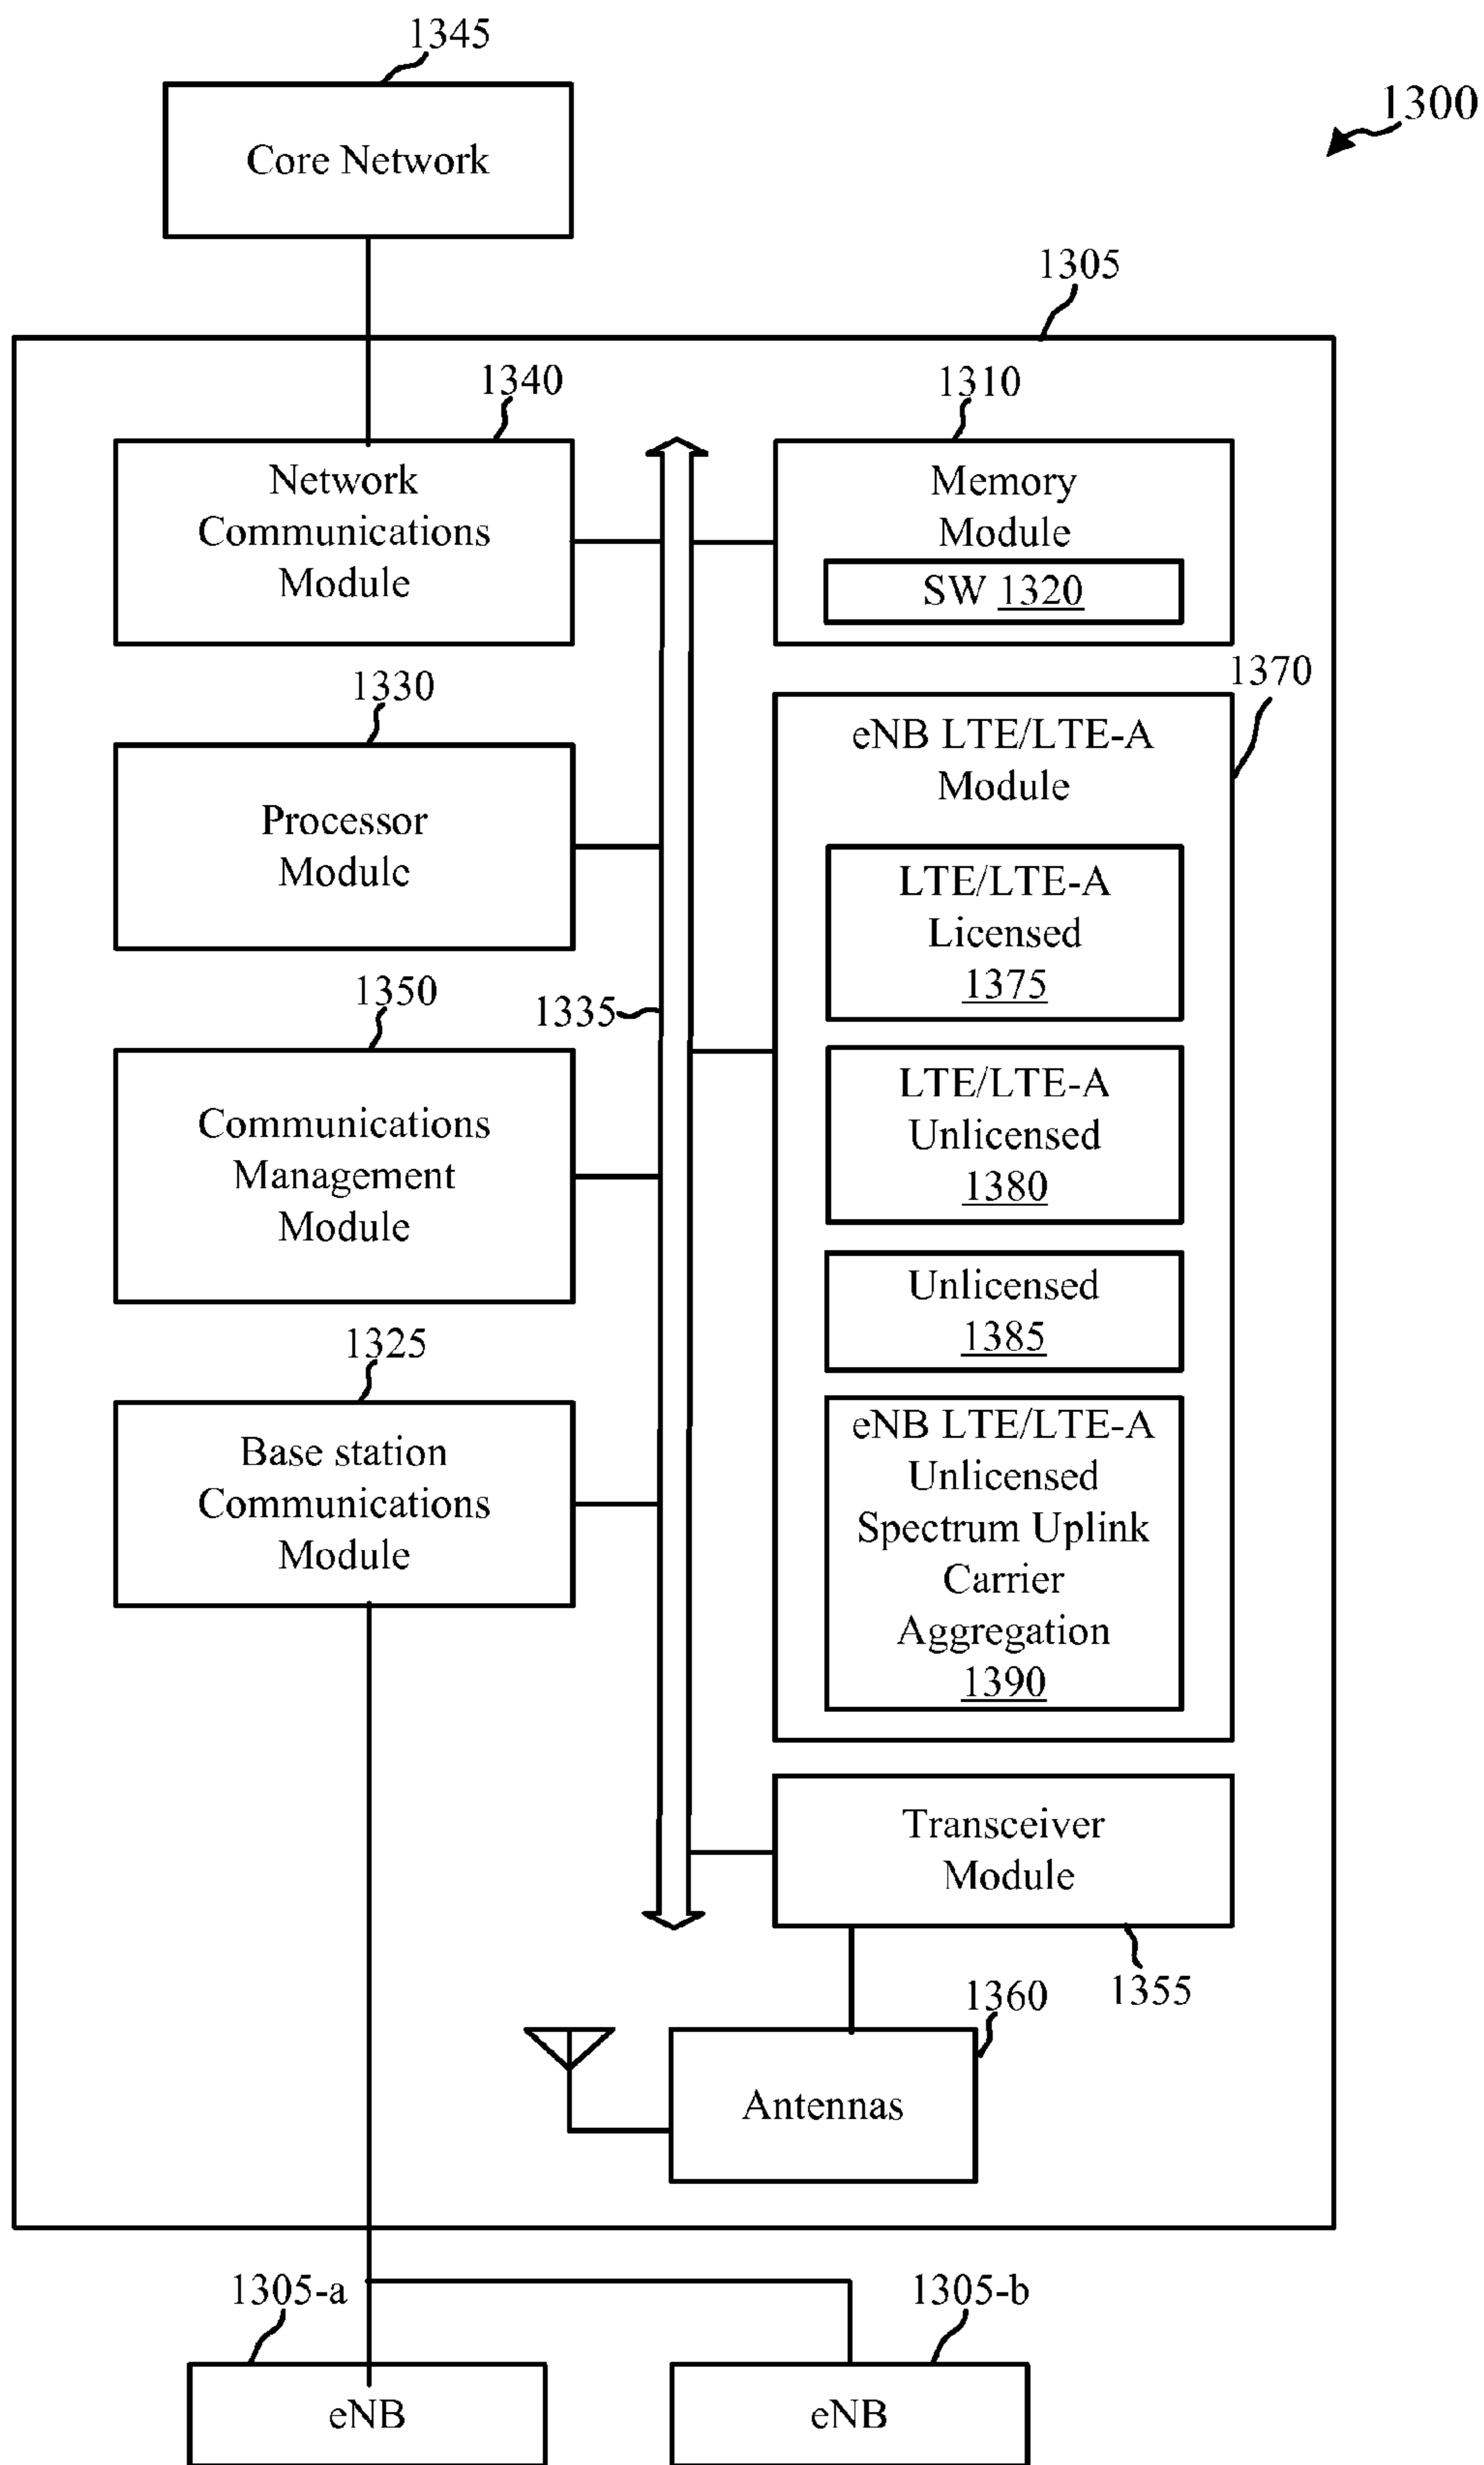 1345
Core Network
1300
1305
1340
Network
Communications
Module
1310
Memory
Module
SW 1320
1330
Processor
Module
1370
eNB LTE/LTE-A
Module
LTE/LTE-A
Licensed
1375
1350
Communications
Management
Module
1335
LTE/LTE-A
Unlicensed
1380
Unlicensed
1385
1325
Base station
Communications
Module
eNB LTE/LTE-A
Unlicensed
Spectrum Uplink
Carrier
Aggregation
1390
Transceiver
Module
1355
1360
Antennas
1305-a
eNB
1305-b
eNB